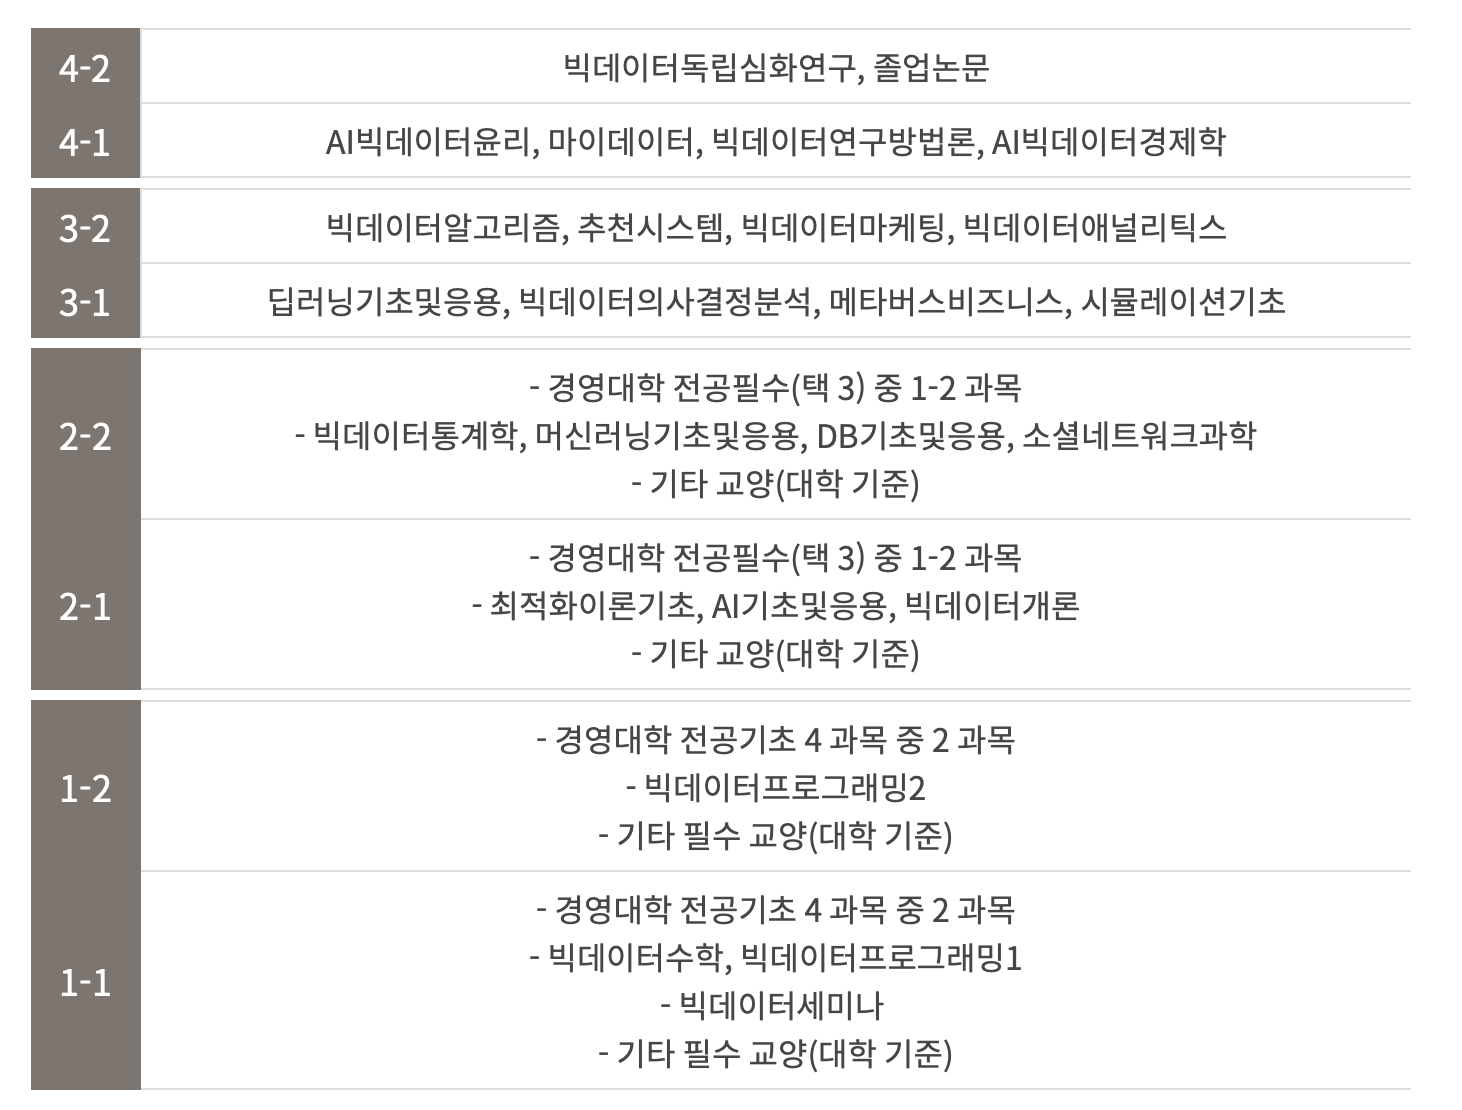 4-2
빅데이터독립심화연구, 졸업논문
4-1
AI빅데이터윤리, 마이데이터, 빅데이터연구방법론, AI빅데이터경제학
3-2
빅데이터알고리즘, 추천시스템, 빅데이터마케팅, 빅데이터애널리틱스
3-1
딥러닝기초및응용, 빅데이터의사결정분석, 메타버스비즈니스, 시뮬레이션기초
2-2
- 경영대학 전공필수(택 3) 중 1-2 과목
- 빅데이터통계학, 머신러닝기초및응용, DB기초및응용, 소셜네트워크과학
- 기타 교양(대학 기준)
2-1
- 경영대학 전공필수(택 3) 중 1-2 과목
- 최적화이론기초, AI기초및응용, 빅데이터개론
- 기타 교양(대학 기준)
1-2
- 경영대학 전공기초 4 과목 중 2 과목
- 빅데이터프로그래밍2
- 기타 필수 교양(대학 기준)
1-1
- 경영대학 전공기초 4 과목 중 2 과목
- 빅데이터수학, 빅데이터프로그래밍1
- 빅데이터세미나
- 기타 필수 교양(대학 기준)